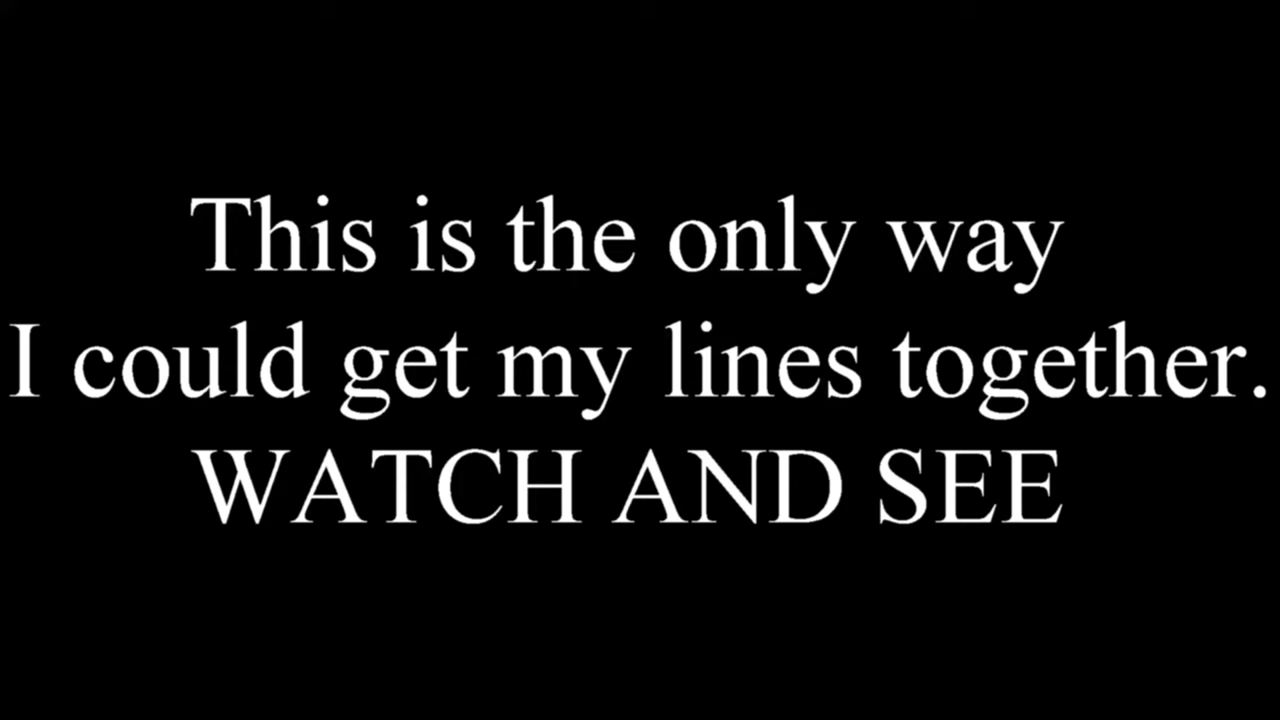 This is the only way
I could get my lines together.
WATCH AND SEE